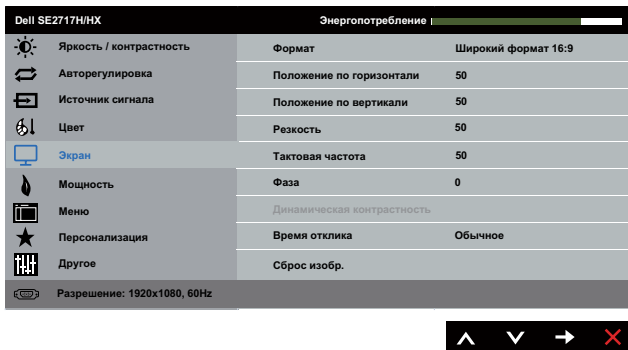 Dell SE2717H/HX
Энергопотребление
Яркость / контрастность
Авторегулировка
Источник сигнала
Цвет
Экран
Мощность
Меню
Персонализация
Другое
Формат Широкий формат 16:9
Положение по горизонтали 50
Положение по вертикали 50
Резкость 50
Тактовая частота 50
Фаза 0
Динамическая контрастность
Время отклика Обычное
Сброс изобр.
Разрешение: 1920x1080, 60Hz